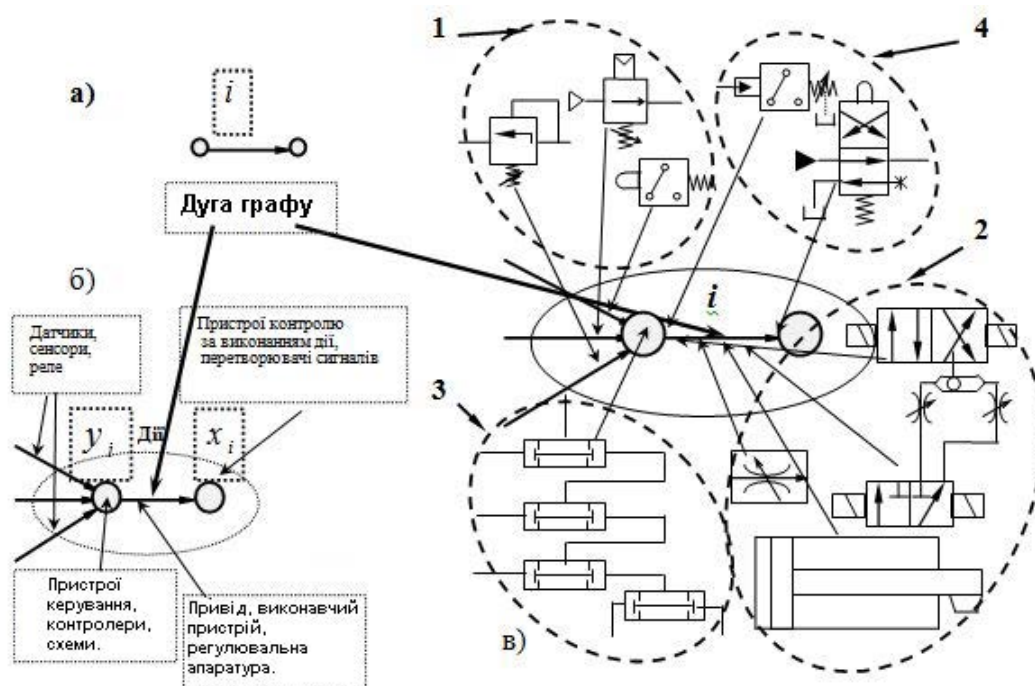 1
4
а)
i
Дуга графу
2
б)
i
Датчики,
сенсори,
реле
Пристрої контролю
за виконанням дії,
перетворювачі сигналів
3
y i
Дії
x i
Пристрої
керування,
контролери,
схеми.
Привід, виконавчий
пристрій,
регулювальна
апаратура.
в)